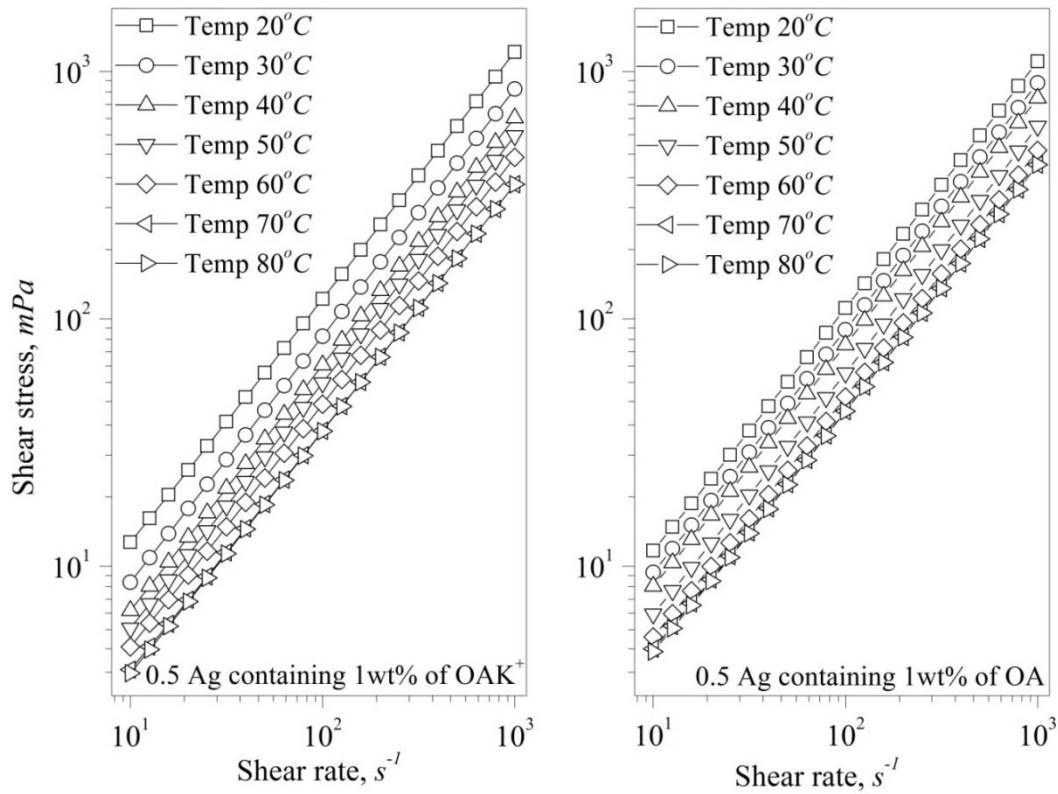 Shear stress, mPa
10³
10²
10¹
Temp 20°C
Temp 30°C
Temp 40°C
Temp 50°C
Temp 60°C
Temp 70°C
Temp 80°C
0.5 Ag containing 1wt% of OAK⁺
10¹ 10² 10³
Shear rate, s⁻¹
10³
10²
10¹
Temp 20°C
Temp 30°C
Temp 40°C
Temp 50°C
Temp 60°C
Temp 70°C
Temp 80°C
0.5 Ag containing 1wt% of OA
10¹ 10² 10³
Shear rate, s⁻¹